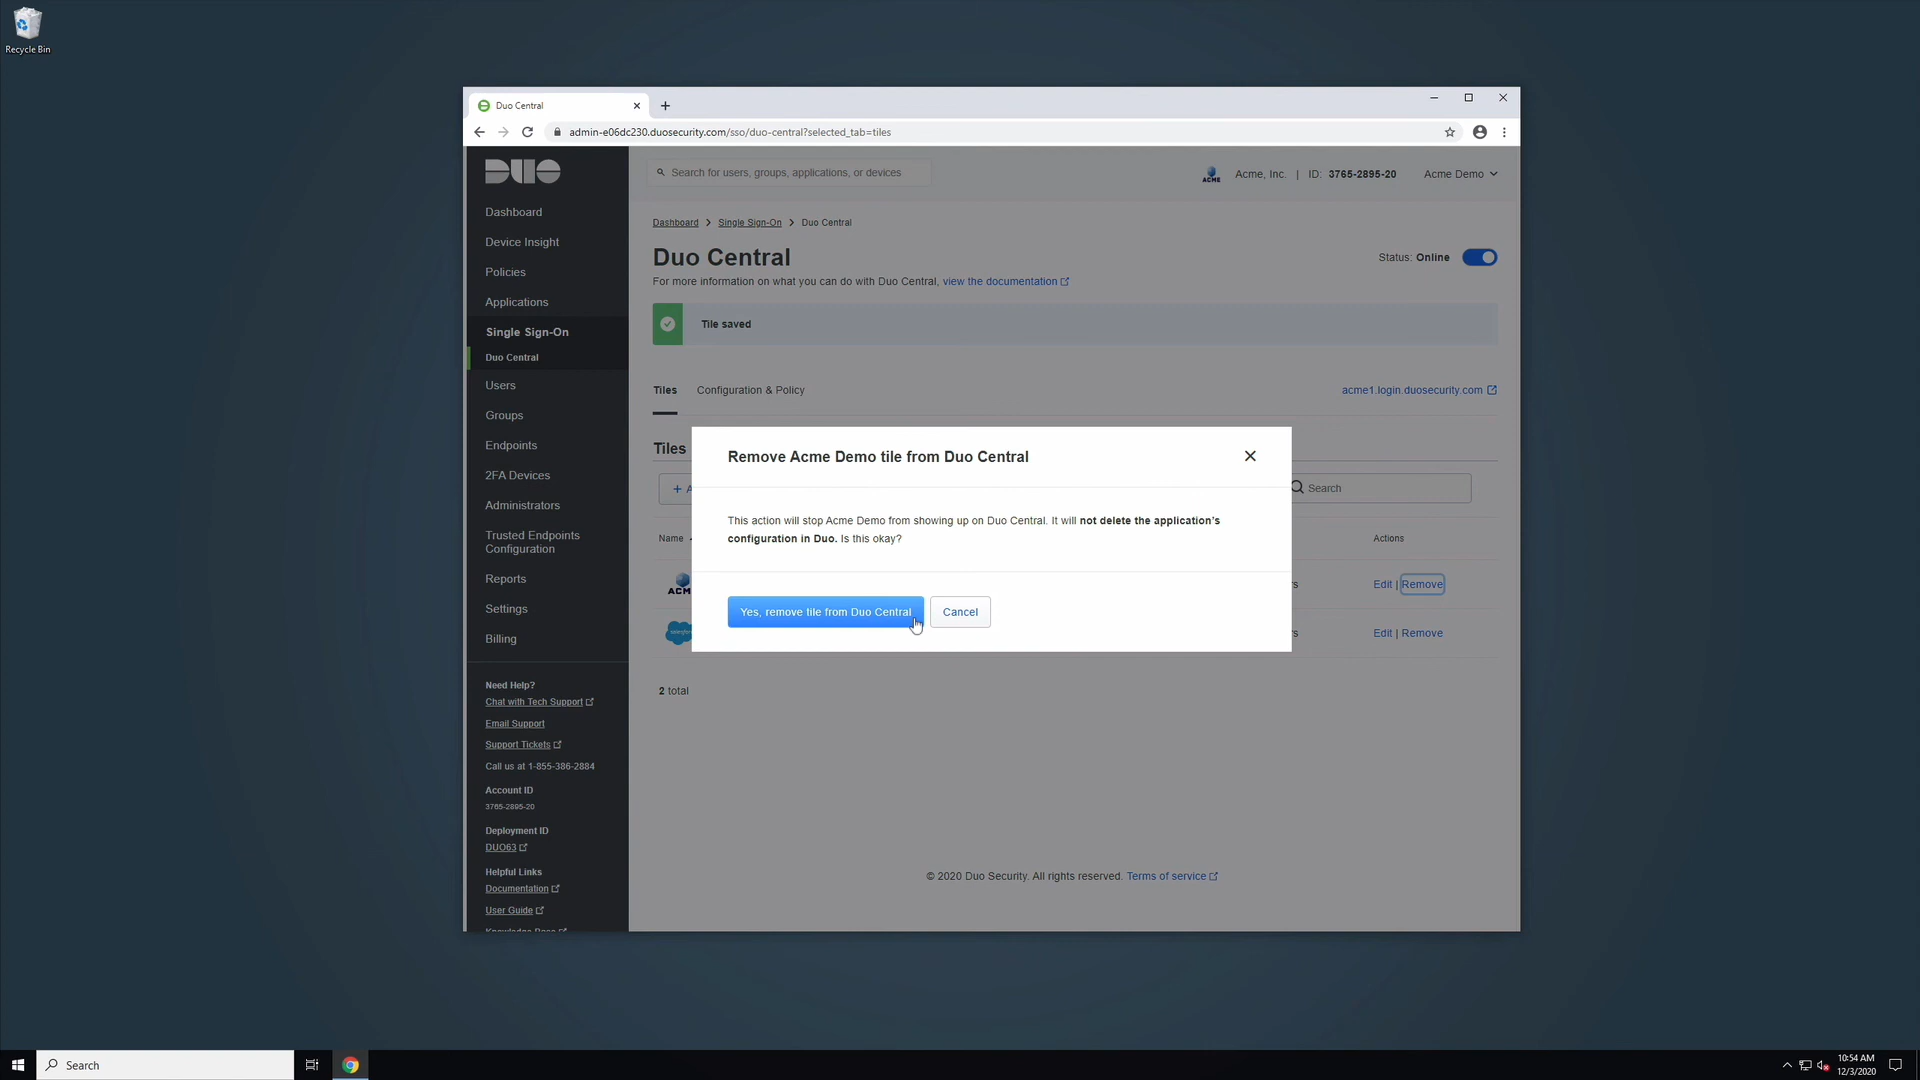 Recycle Bin
Duo Central
admin-e06dc230.duosecurity.com/sso/duo-central?selected_tab=tiles
DUO
Search for users, groups, applications, or devices
ACME
Acme, Inc. | ID: 3765-2895-20
Acme Demo
Dashboard
Device Insight
Policies
Applications
Single Sign-On
Duo Central
Users
Groups
Endpoints
2FA Devices
Administrators
Trusted Endpoints
Configuration
Reports
Settings
Billing
Need Help?
Chat with Tech Support
Email Support
Support Tickets
Call us at 1-855-386-2884
Account ID
3765-2895-20
Deployment ID
DUO63
Helpful Links
Documentation
User Guide
Dashboard > Single Sign-On > Duo Central
Duo Central
Status: Online
For more information on what you can do with Duo Central, view the documentation
Tile saved
Tiles
Configuration & Policy
acme1.login.duosecurity.com
Tiles
+ A
Search
Name
Actions
ACM
s
Edit | Remove
s
Edit | Remove
2 total
Remove Acme Demo tile from Duo Central
This action will stop Acme Demo from showing up on Duo Central. It will not delete the application's
configuration in Duo. Is this okay?
Yes, remove tile from Duo Central
Cancel
© 2020 Duo Security. All rights reserved. Terms of service
Search
10:54 AM
12/3/2020